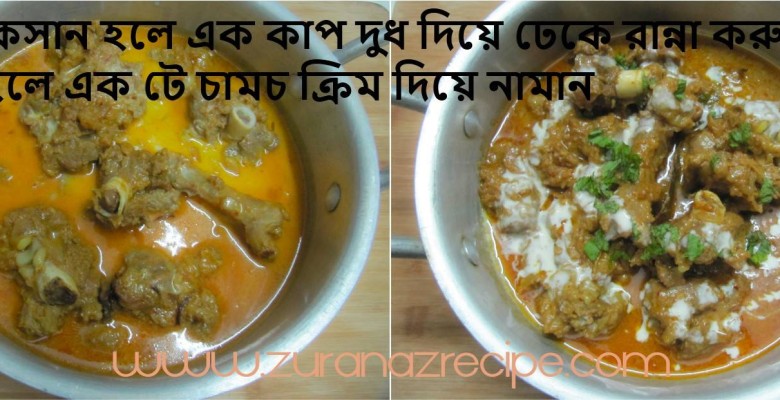 কসান হলে এক কাপ দুধ দিয়ে ঢেকে রান্না করু
হলে এক টে চামচ ক্রিম দিয়ে নামান
www.zuranazrecipe.com